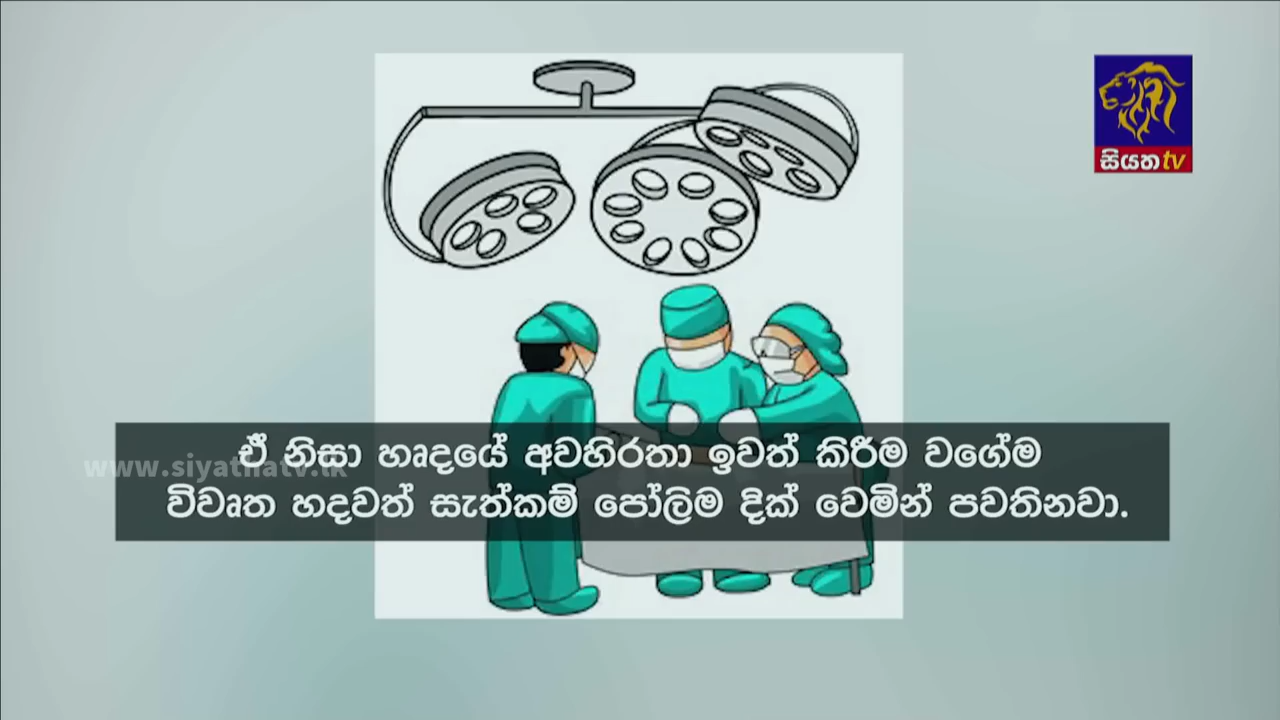 සියත tv
ඒ නිසා හෘදයේ අවහිරතා ඉවත් කිරීම වගේම
www.siyathatv.lk
විවෘත හදවත් සැත්කම් පෝලිම දික් වෙමින් පවතිනවා.